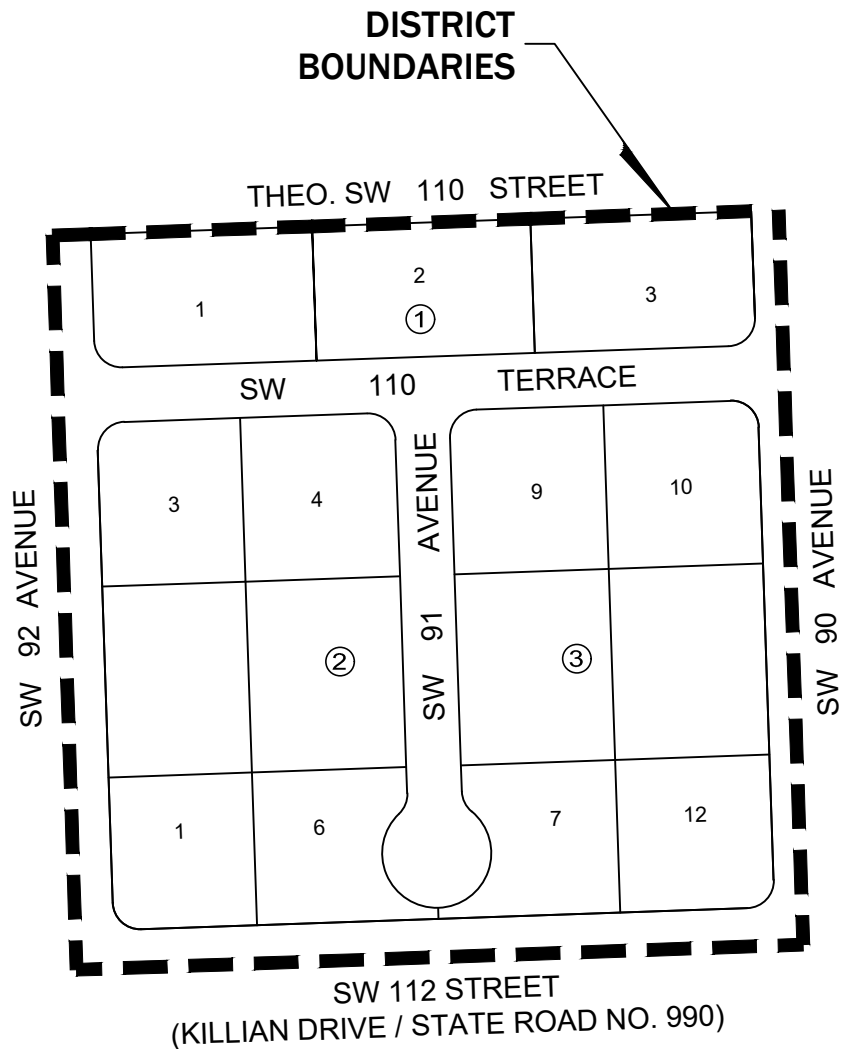 DISTRICT
BOUNDARIES
THEO. SW 110 STREET
1
2
3
①
SW 110 TERRACE
SW 92 AVENUE
3
4
SW 91 AVENUE
9
10
SW 90 AVENUE
②
③
1
6
7
12
SW 112 STREET
(KILLIAN DRIVE / STATE ROAD NO. 990)